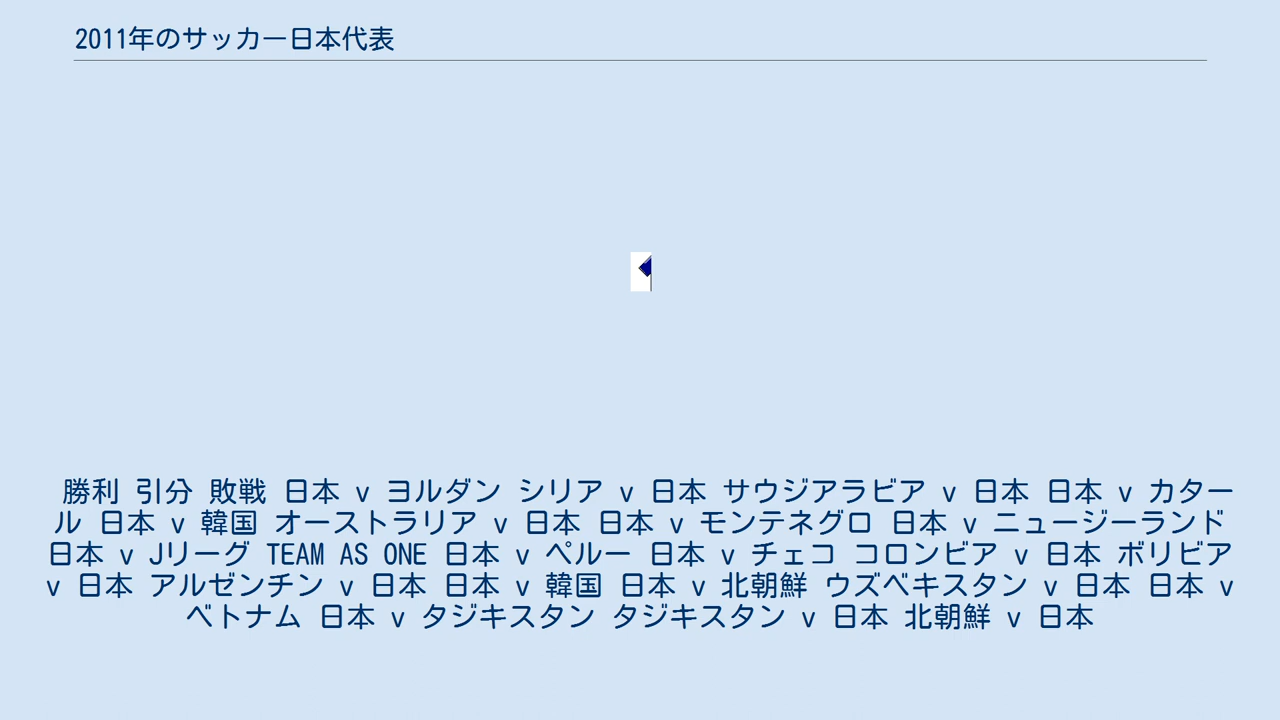 2011年のサッカー日本代表
勝利 引分 敗戦 日本 v ヨルダン シリア v 日本 サウジアラビア v 日本 日本 v カター
ル 日本 v 韓国 オーストラリア v 日本 日本 v モンテネグロ 日本 v ニュージーランド
日本 v Jリーグ TEAM AS ONE 日本 v ペルー 日本 v チェコ コロンビア v 日本 ボリビア
v 日本 アルゼンチン v 日本 日本 v 韓国 日本 v 北朝鮮 ウズベキスタン v 日本 日本 v
ベトナム 日本 v タジキスタン タジキスタン v 日本 北朝鮮 v 日本